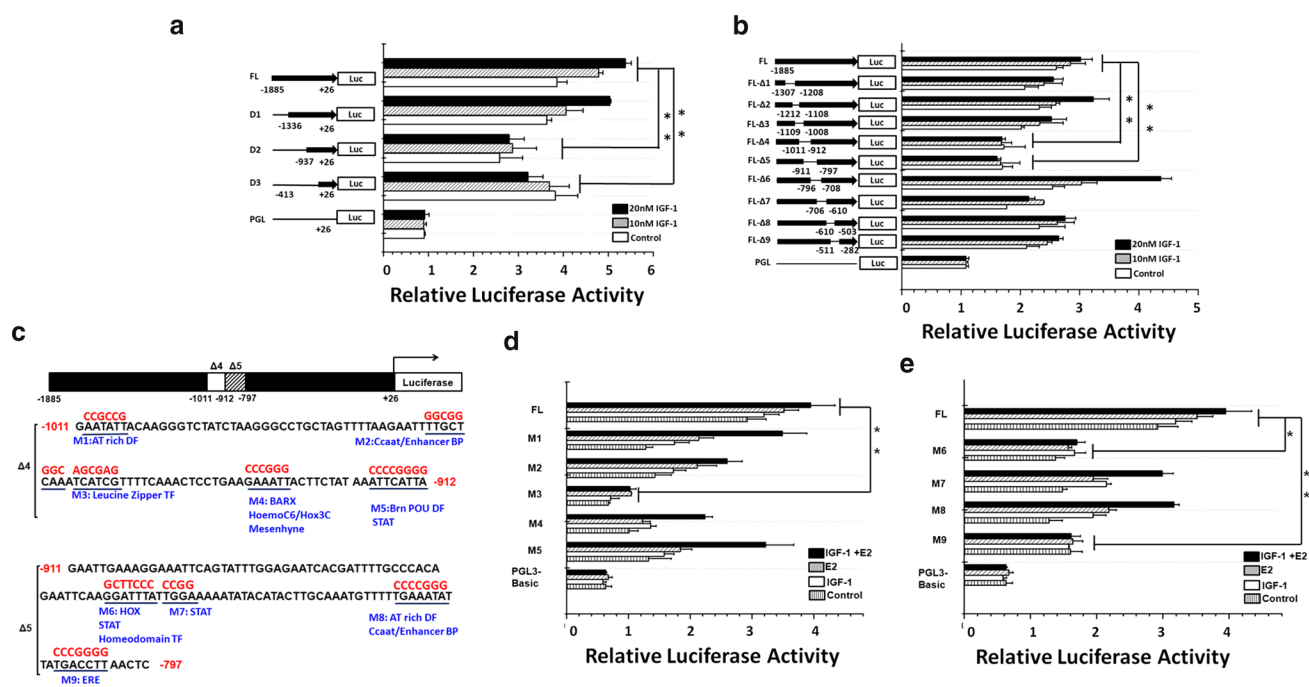 a
FL
-1885
+26
Luc
D1
-1336
+26
Luc
D2
-937
+26
Luc
D3
-413
+26
Luc
PGL
+26
Luc
* *
* *
20nM IGF-1
10nM IGF-1
Control
0 1 2 3 4 5 6
Relative Luciferase Activity
b
FL
-1885
Luc
FL-Δ1
-1307 -1208
Luc
FL-Δ2
-1212 -1108
Luc
FL-Δ3
-1109 -1008
Luc
FL-Δ4
-1011 -912
Luc
FL-Δ5
-911 -797
Luc
FL-Δ6
-796 -708
Luc
FL-Δ7
-706 -610
Luc
FL-Δ8
-610 -503
Luc
FL-Δ9
-511 -282
Luc
PGL
Luc
* *
* *
20nM IGF-1
10nM IGF-1
Control
0 1 2 3 4 5
Relative Luciferase Activity
c
Δ4 Δ5
Luciferase
-1885 -1011 -912 -797 +26
Δ4
CCGCCG GGCGG
-1011 GAATATTACAAGGGTCTATCTAAGGGCCTGCTAGTTTTAAGAATTTTGCT
M1:AT rich DF M2:Ccaat/Enhancer BP
GGC AGCGAG CCCGGG CCCCGGGG
CAAATCATCGTTTTCAAACTCCTGAAGAAATTACTTCTATAAATTCATTA -912
M3: Leucine Zipper TF
M4: BARX
HoemoC6/Hox3C
Mesenhyne
M5:Brn POU DF
STAT
Δ5
-911 GAATTGAAAGGAAATTCAGTATTTGGAGAATCACGATTTTGCCCACA
GCTTCCC CCGG CCCCGGG
GAATTCAAGGATTTATTGGAAAAATATACATACTTGCAAATGTTTTTGAAATAT
M6: HOX
STAT
Homeodomain TF
M7: STAT
M8: AT rich DF
Ccaat/Enhancer BP
CCCGGGG
TATGACCTTAACTC -797
M9: ERE
d
FL
M1
M2
M3
M4
M5
PGL3-
Basic
*
*
IGF-1 +E2
E2
IGF-1
Control
0 1 2 3 4
Relative Luciferase Activity
e
FL
M6
M7
M8
M9
PGL3-
Basic
*
*
*
IGF-1 +E2
E2
IGF-1
Control
0 1 2 3 4
Relative Luciferase Activity